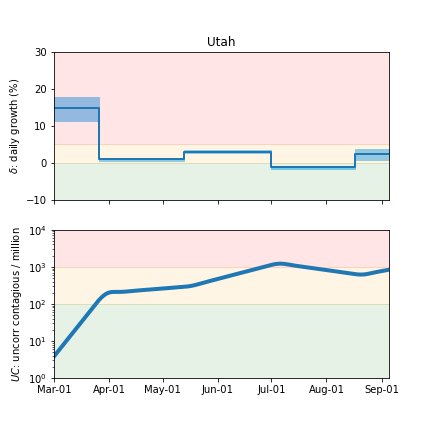 Utah
δ: daily growth (%)
30
20
10
0
−10
UC: uncorr contagious / million
10⁴
10³
10²
10¹
10⁰
Mar-01 Apr-01 May-01 Jun-01 Jul-01 Aug-01 Sep-01